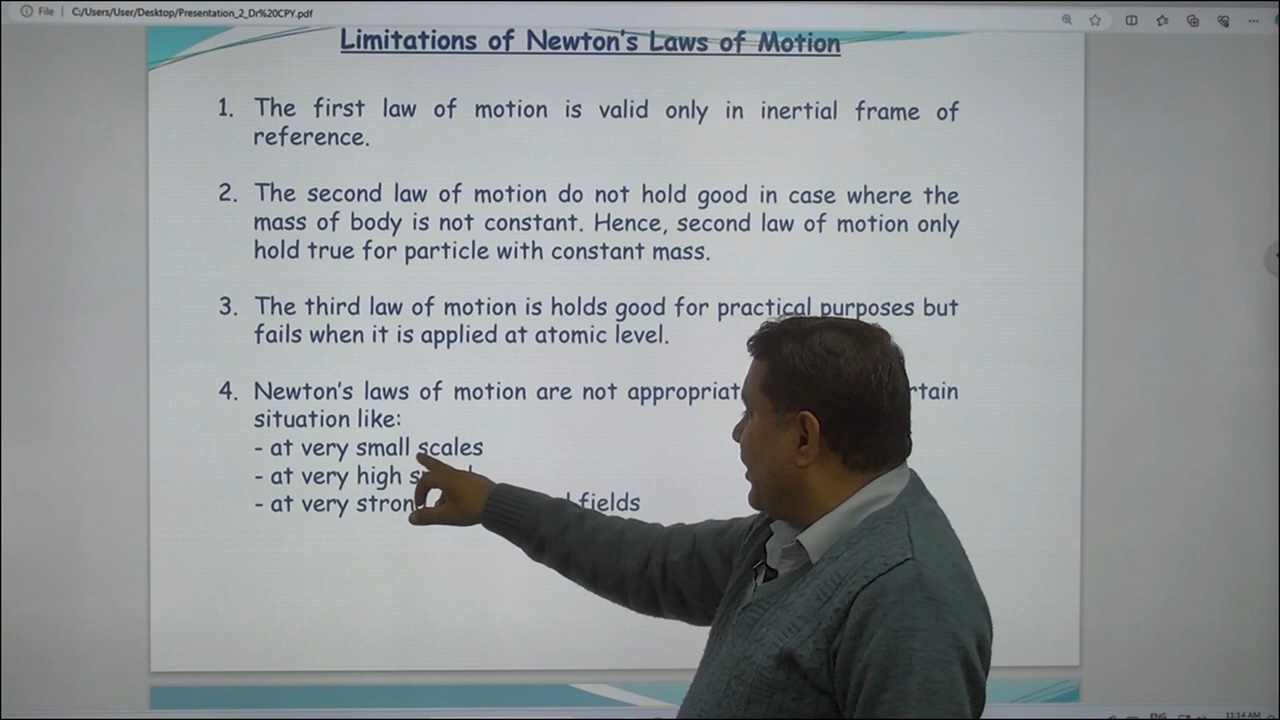 File | C:/Users/User/Desktop/Presentation_2_Dr%20CPY.pdf
Limitations of Newton's Laws of Motion
1. The first law of motion is valid only in inertial frame of
reference.
2. The second law of motion do not hold good in case where the
mass of body is not constant. Hence, second law of motion only
hold true for particle with constant mass.
3. The third law of motion is holds good for practical purposes but
fails when it is applied at atomic level.
4. Newton's laws of motion are not
situation like:
- at very small scales
- at very high
- at very fields
ENG 11:14 AM